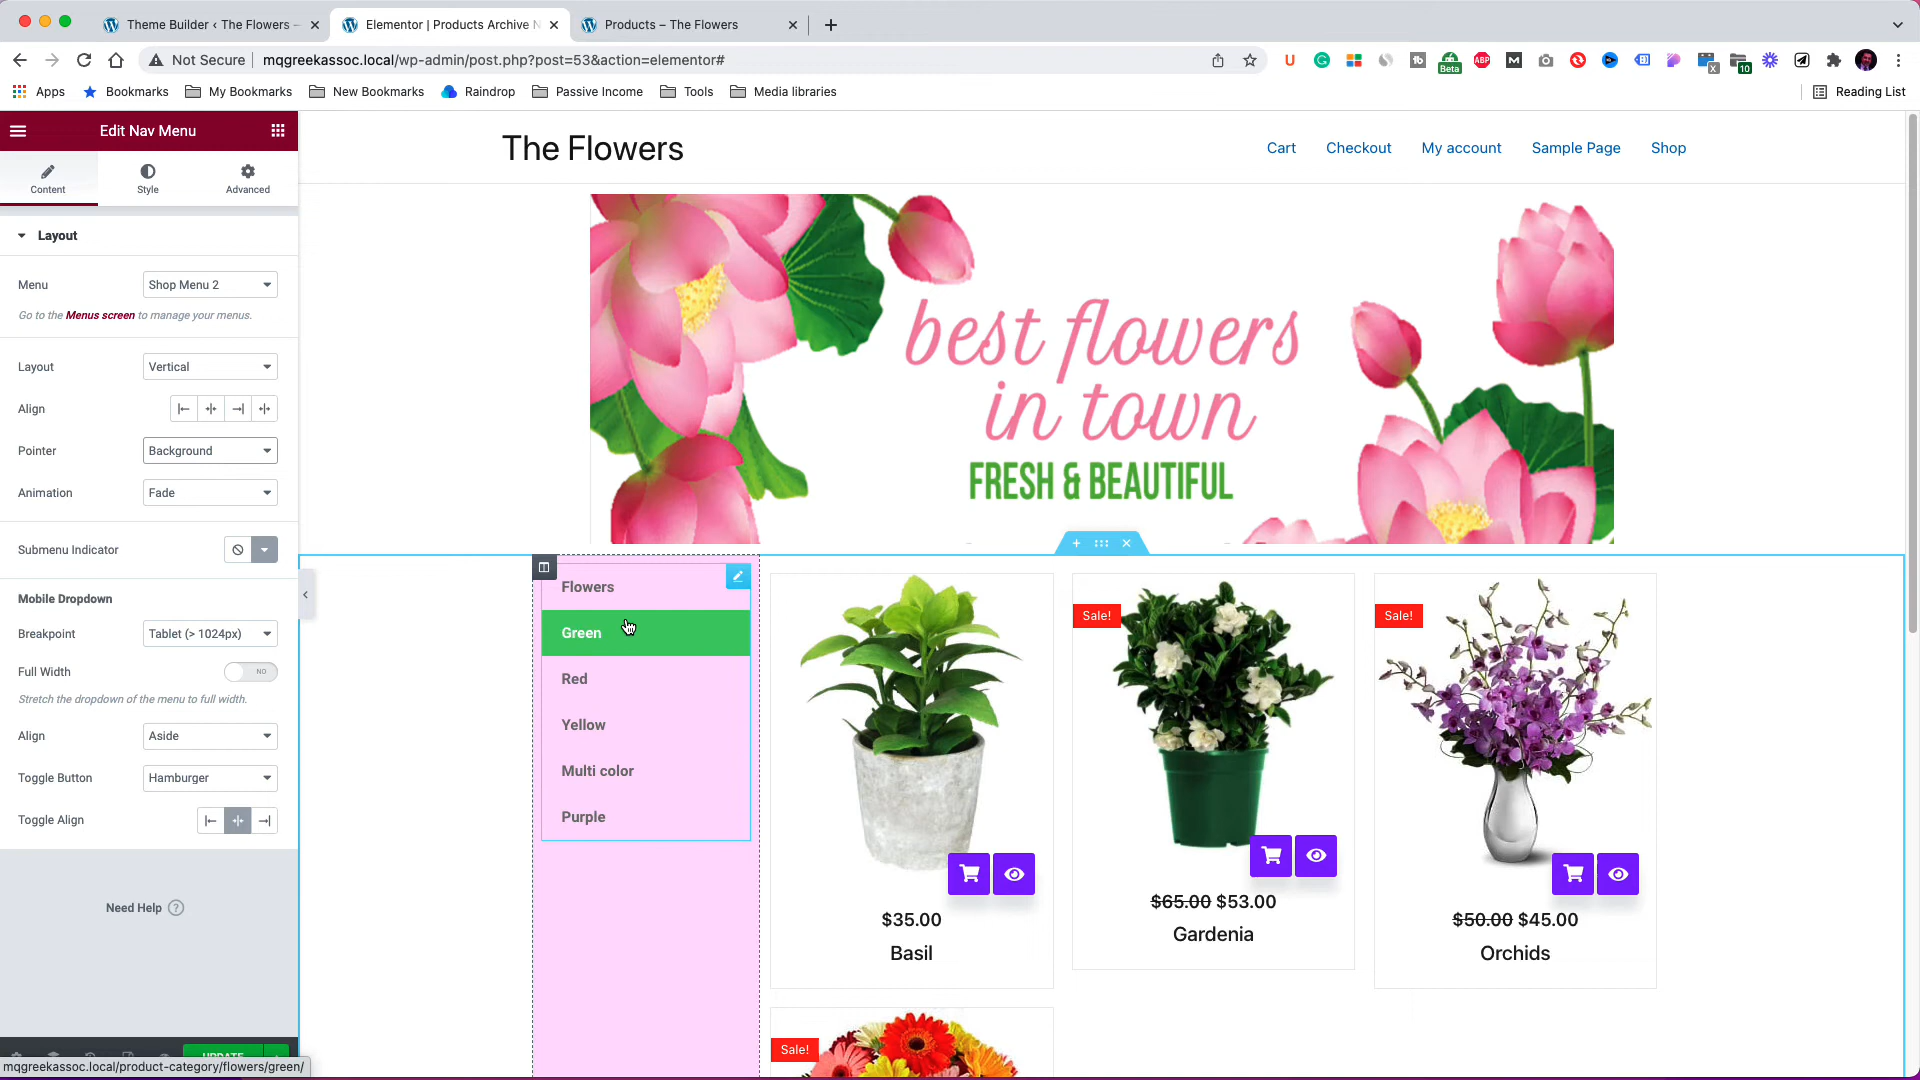 Theme Builder ‹ The Flowers –
Elementor | Products Archive N
Products – The Flowers
Not Secure
mqgreekassoc.local/wp-admin/post.php?post=53&action=elementor#
Beta
ABP
10
Apps
Bookmarks
My Bookmarks
New Bookmarks
Raindrop
Passive Income
Tools
Media libraries
Reading List
Edit Nav Menu
Content
Style
Advanced
Layout
Menu
Shop Menu 2
Go to the Menus screen to manage your menus.
Layout
Vertical
Align
Pointer
Background
Animation
Fade
Submenu Indicator
Mobile Dropdown
Breakpoint
Tablet (> 1024px)
Full Width
NO
Stretch the dropdown of the menu to full width.
Align
Aside
Toggle Button
Hamburger
Toggle Align
Need Help
UPDATE
mqgreekassoc.local/product-category/flowers/green/
The Flowers
Cart
Checkout
My account
Sample Page
Shop
best flowers
in town
FRESH & BEAUTIFUL
Flowers
Green
Red
Yellow
Multi color
Purple
$35.00
Basil
Sale!
$65.00 $53.00
Gardenia
Sale!
$50.00 $45.00
Orchids
Sale!